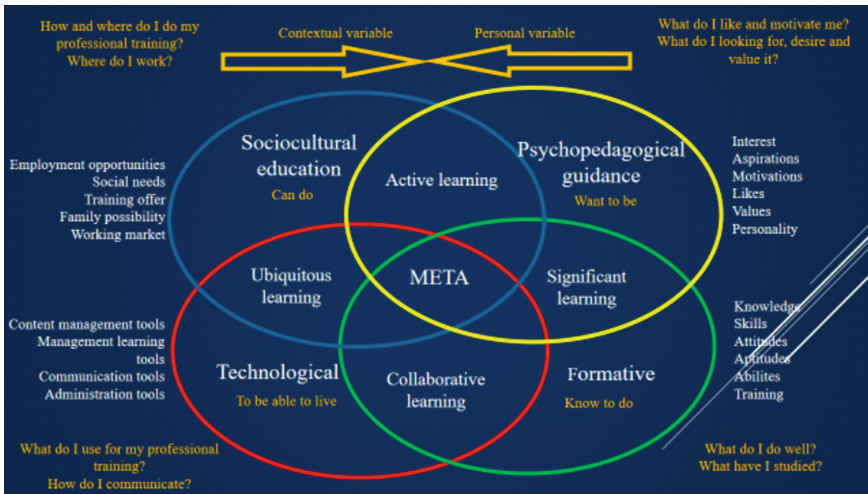 How and where do I do my
professional training?
Where do I work?
Contextual variable
Personal variable
What do I like and motivate me?
What do I looking for, desire and
value it?
Sociocultural
education
Can do
Active learning
Psychopedagogical
guidance
Want to be
Employment opportunities
Social needs
Training offer
Family possibility
Working market
Interest
Aspirations
Motivations
Likes
Values
Personality
Ubiquitous
learning
META
Significant
learning
Content management tools
Management learning
tools
Communication tools
Administration tools
Technological
To be able to live
Collaborative
learning
Formative
Know to do
Knowledge
Skills
Attitudes
Aptitudes
Abilites
Training
What do I use for my professional
training?
How do I communicate?
What do I do well?
What have I studied?